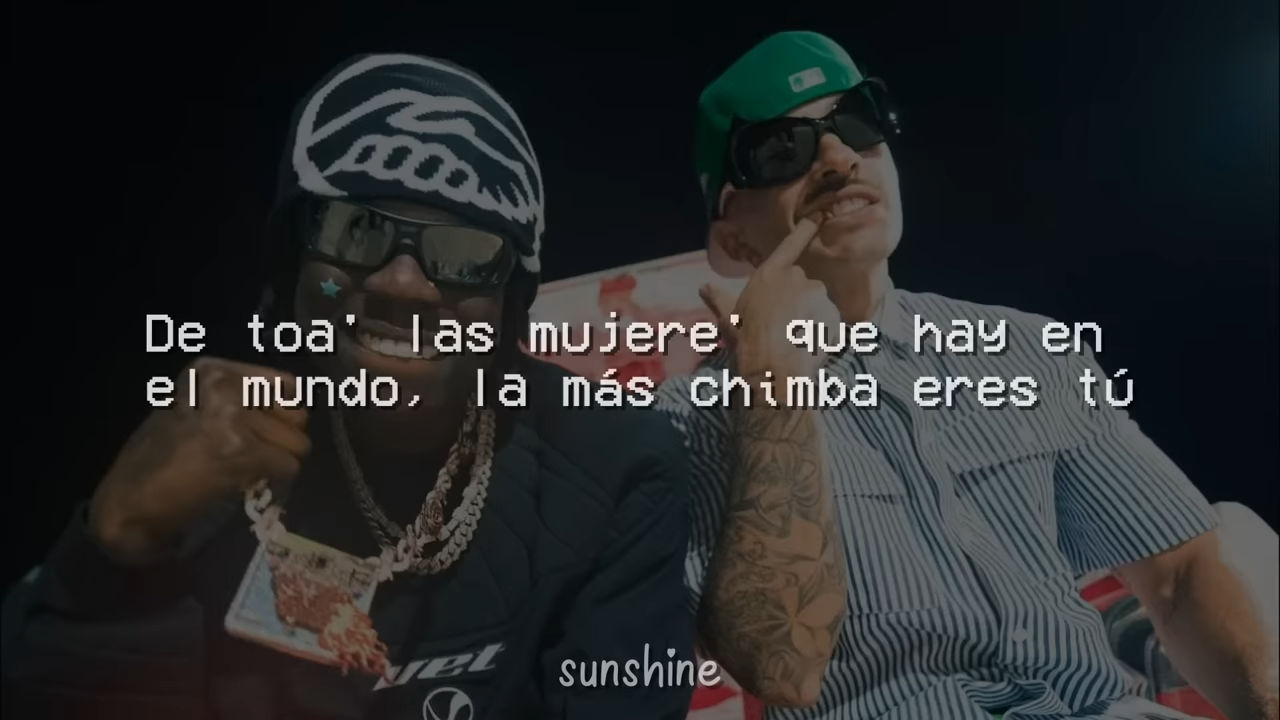 De toa' las mujere' que hay en
el mundo, la más chimba eres tú
sunshine